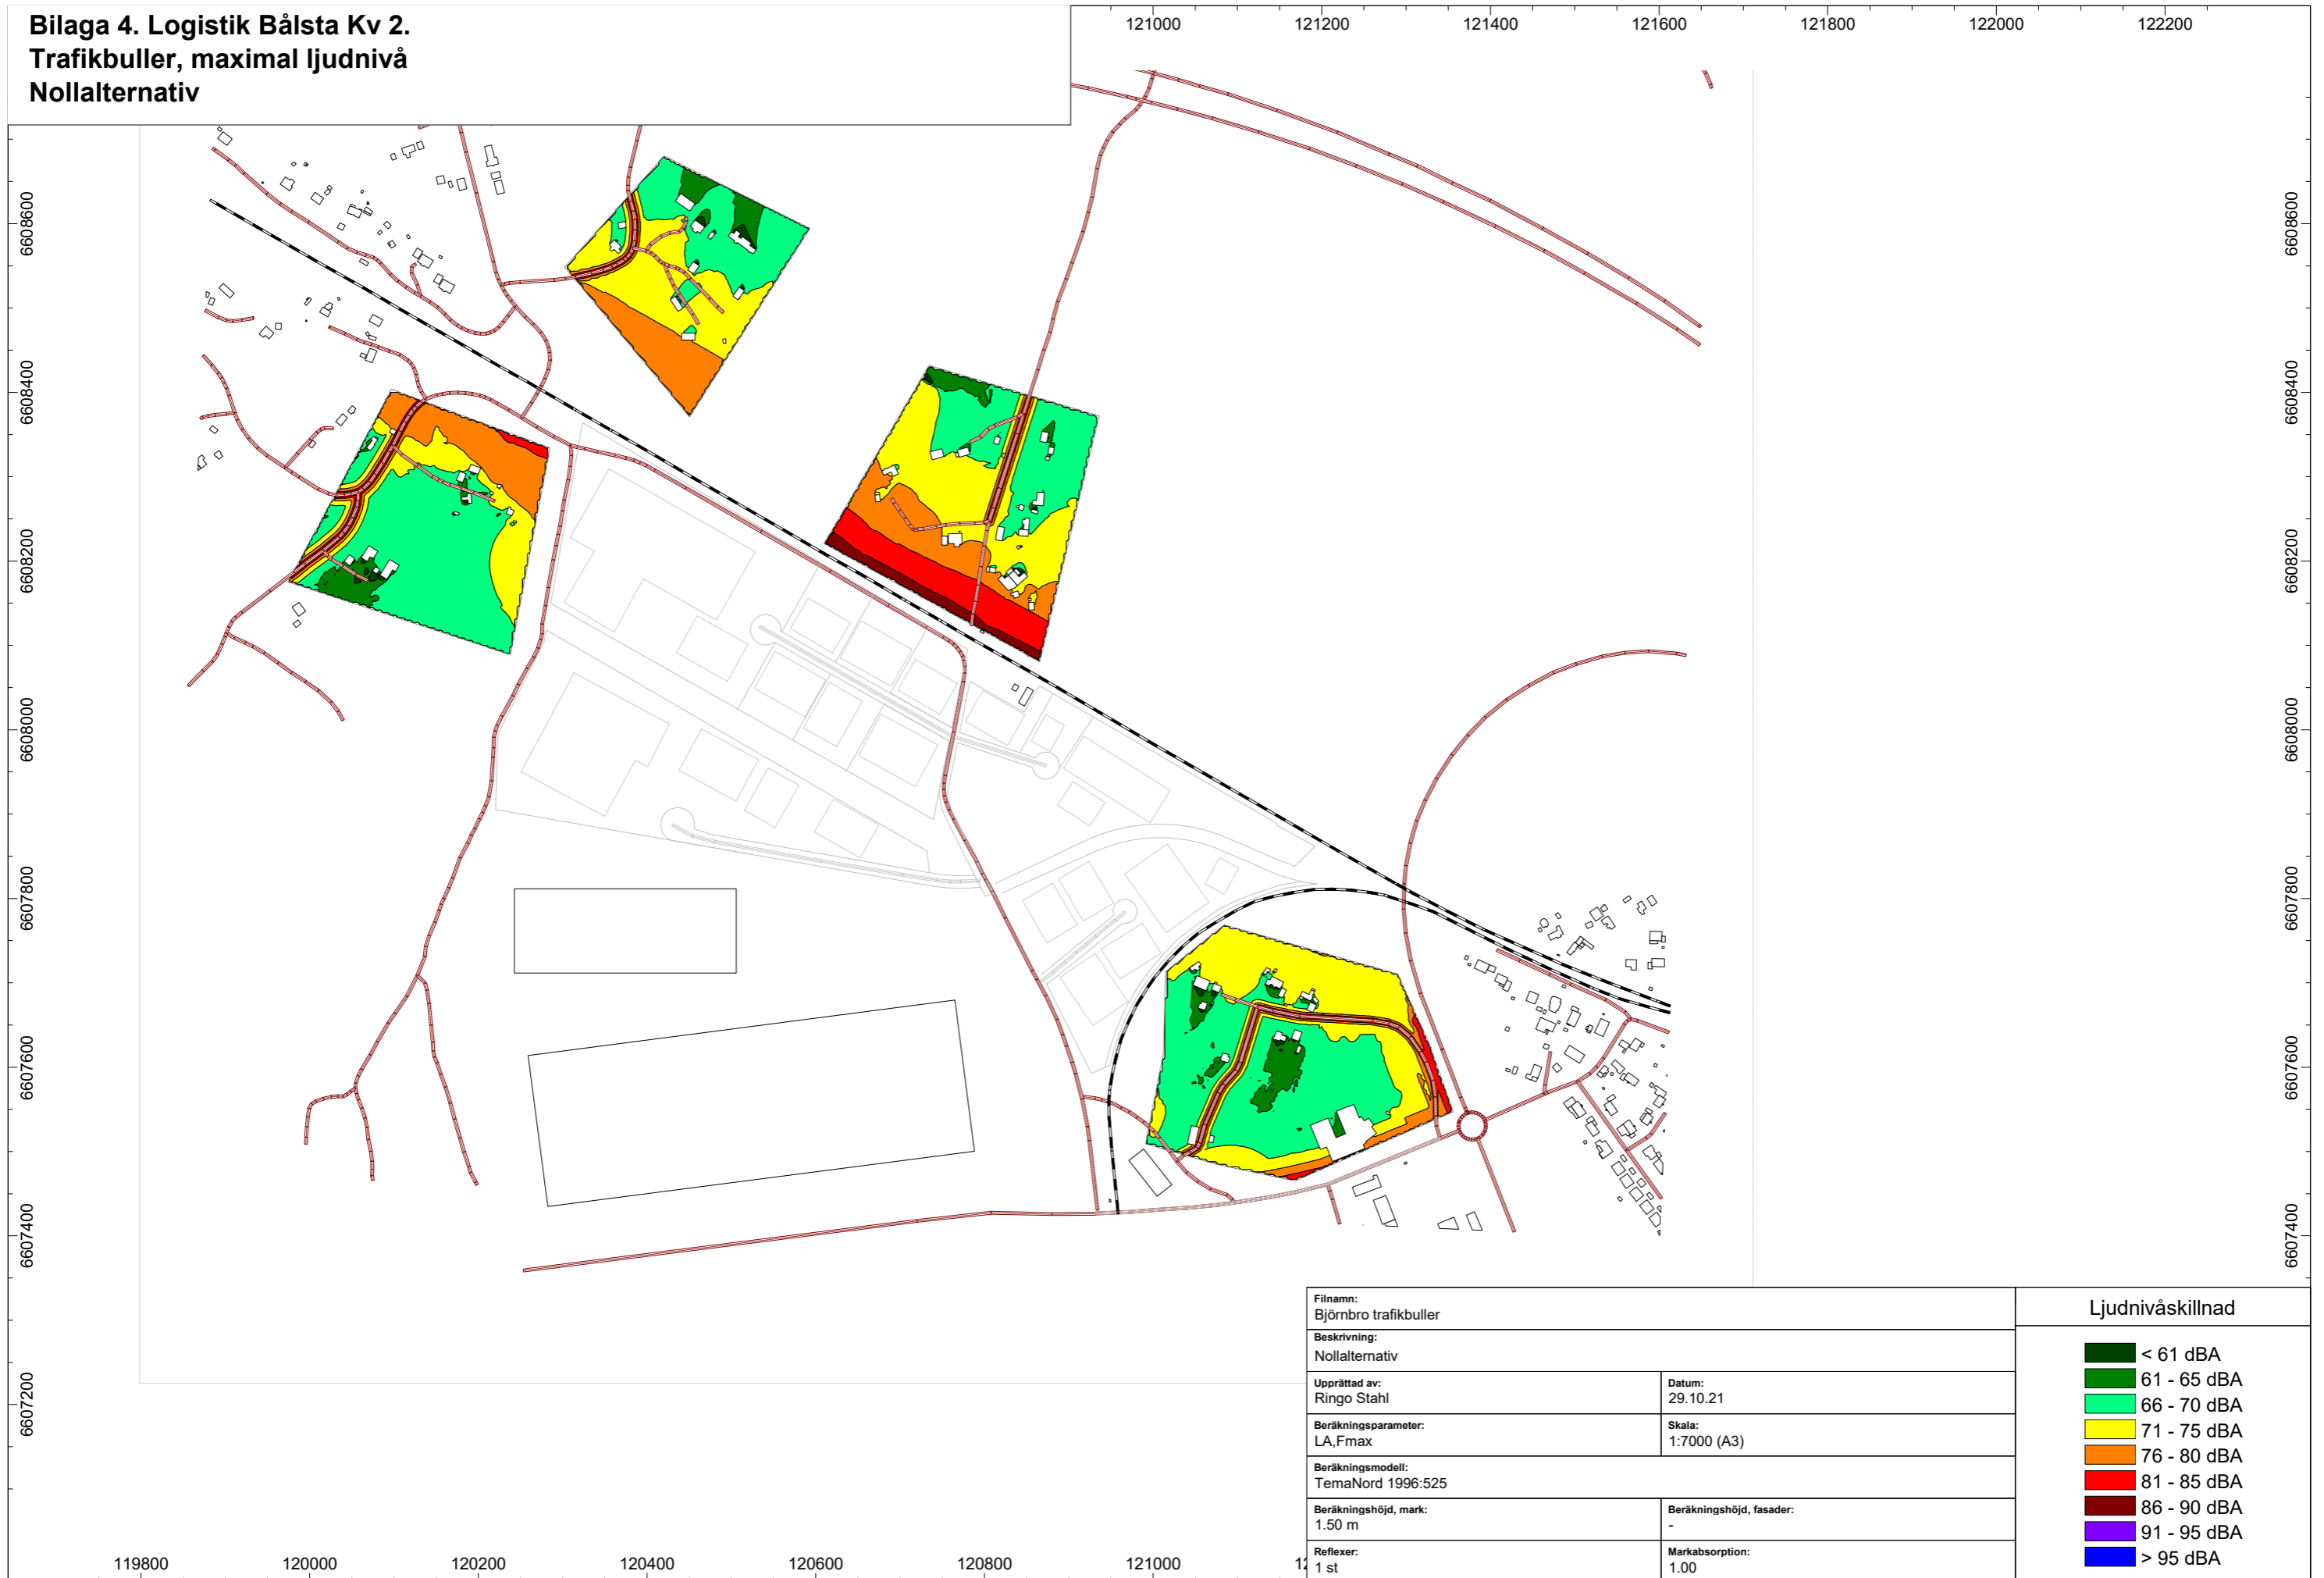 Bilaga 4. Logistik Bålsta Kv 2.
Trafikbuller, maximal ljudnivå
Nollalternativ
121000 121200 121400 121600 121800 122000 122200
6608600 6608600
6608400 6608400
6608200 6608200
6608000 6608000
6607800 6607800
6607600 6607600
6607400 6607400
6607200
119800 120000 120200 120400 120600 120800 121000
Filnamn:
Björnbro trafikbuller
Beskrivning:
Nollalternativ
Upprättad av:
Ringo Stahl
Datum:
29.10.21
Beräkningsparameter:
LA,Fmax
Skala:
1:7000 (A3)
Beräkningsmodell:
TemaNord 1996:525
Beräkningshöjd, mark:
1.50 m
Beräkningshöjd, fasader:
-
Reflexer:
1 st
Markabsorption:
1.00
Ljudnivåskillnad
< 61 dBA
61 - 65 dBA
66 - 70 dBA
71 - 75 dBA
76 - 80 dBA
81 - 85 dBA
86 - 90 dBA
91 - 95 dBA
> 95 dBA